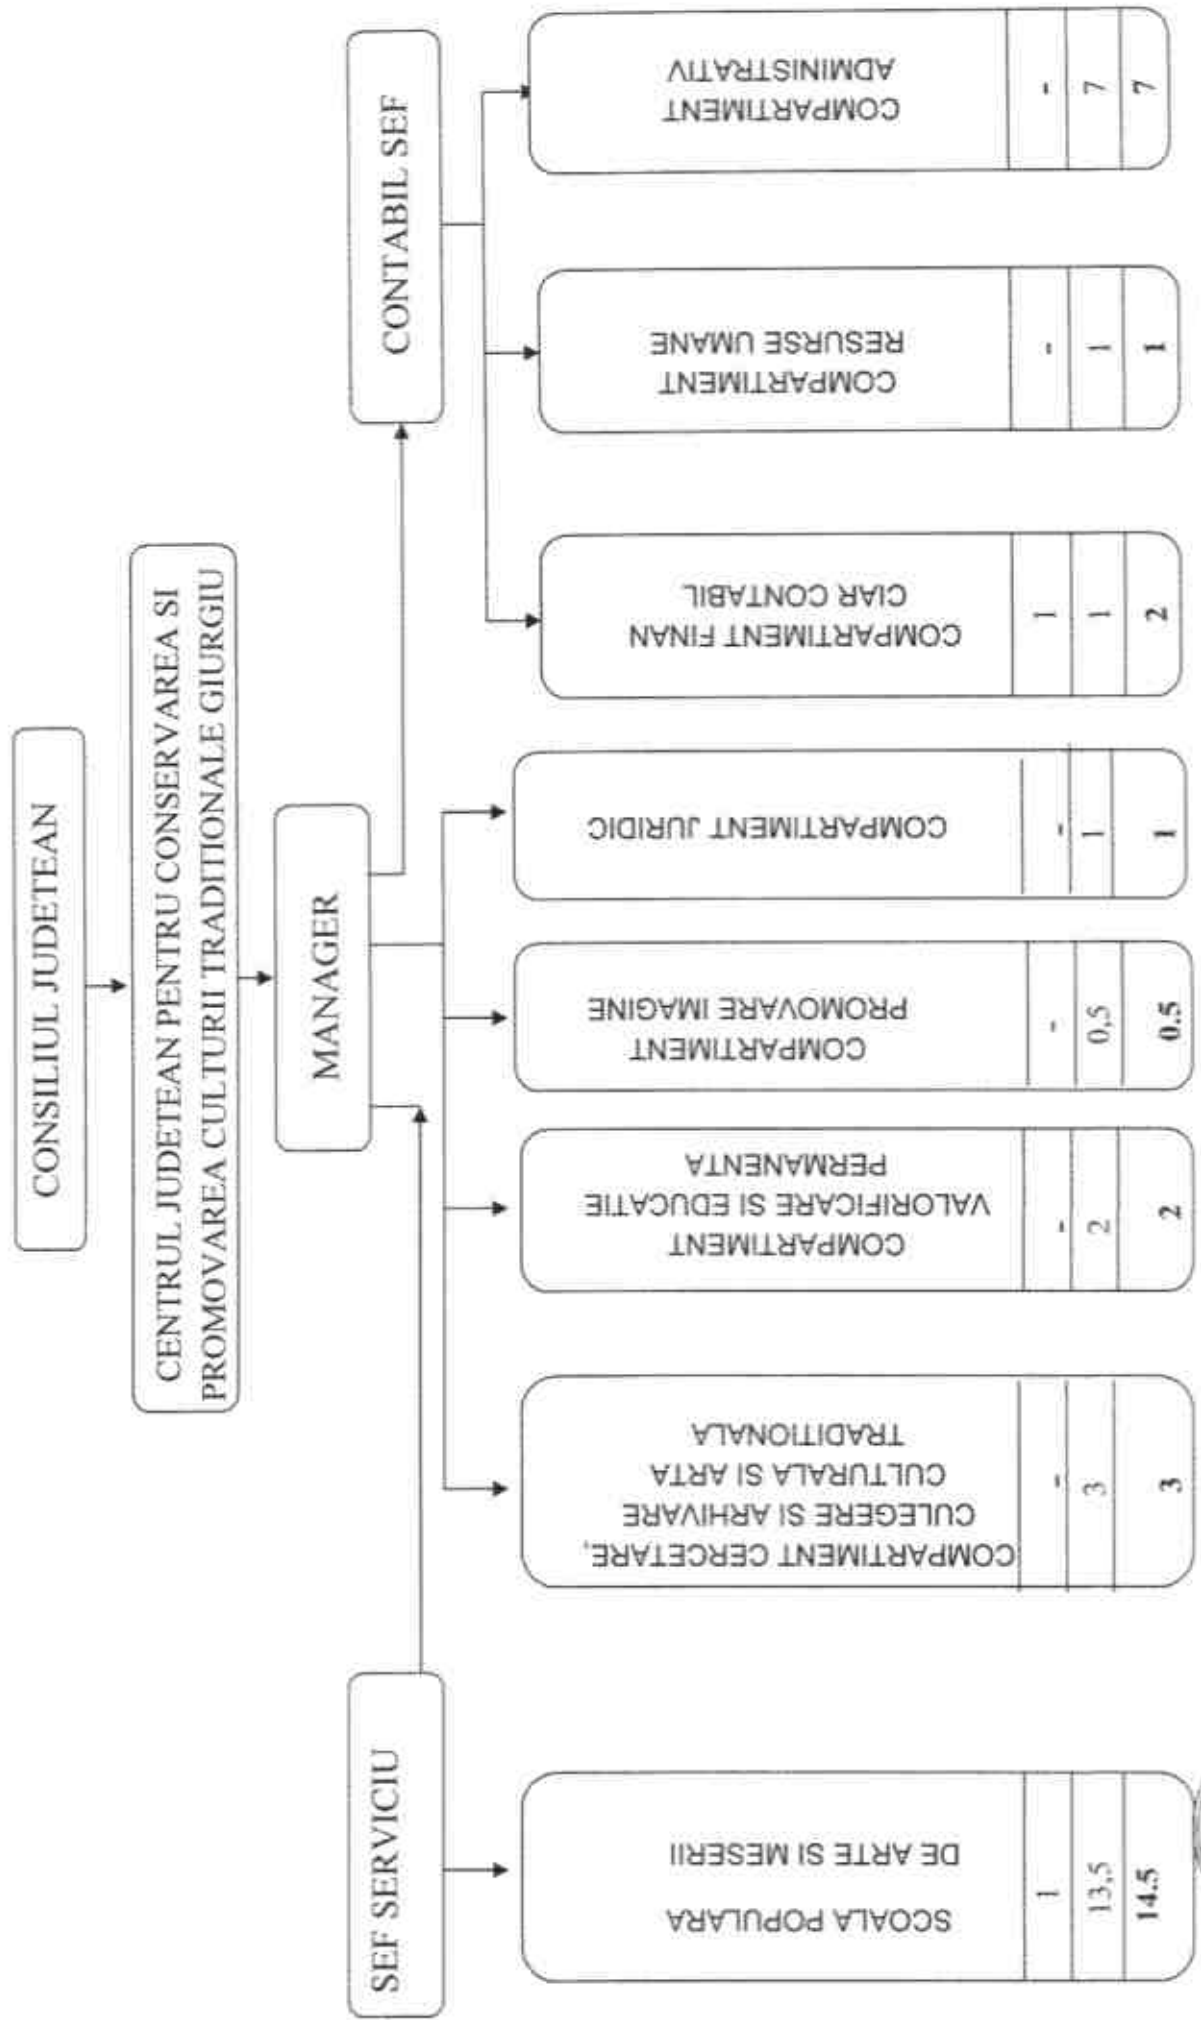 CONSILIUL JUDETEAN
CENTRUL JUDETEAN PENTRU CONSERVAREA SI
PROMOVAREA CULTURII TRADITIONALE GIURGIU
MANAGER
SEF SERVICIU
CONTABIL SEF
SCOALA POPULARA
DE ARTE SI MESERII
1
13,5
14.5
COMPARTIMENT CERCETARE,
CULEGERE SI ARHIVARE
CULTURALA SI ARTA
TRADITIONALA
-
3
3
COMPARTIMENT
VALORIFICARE SI EDUCATIE
PERMANENTA
-
2
2
COMPARTIMENT
PROMOVARE IMAGINE
-
0,5
0.5
COMPARTIMENT JURIDIC
-
1
1
COMPARTIMENT FINAN
CIAR CONTABIL
1
1
2
COMPARTIMENT
RESURSE UMANE
-
1
1
COMPARTIMENT
ADMINISTRATIV
-
7
7